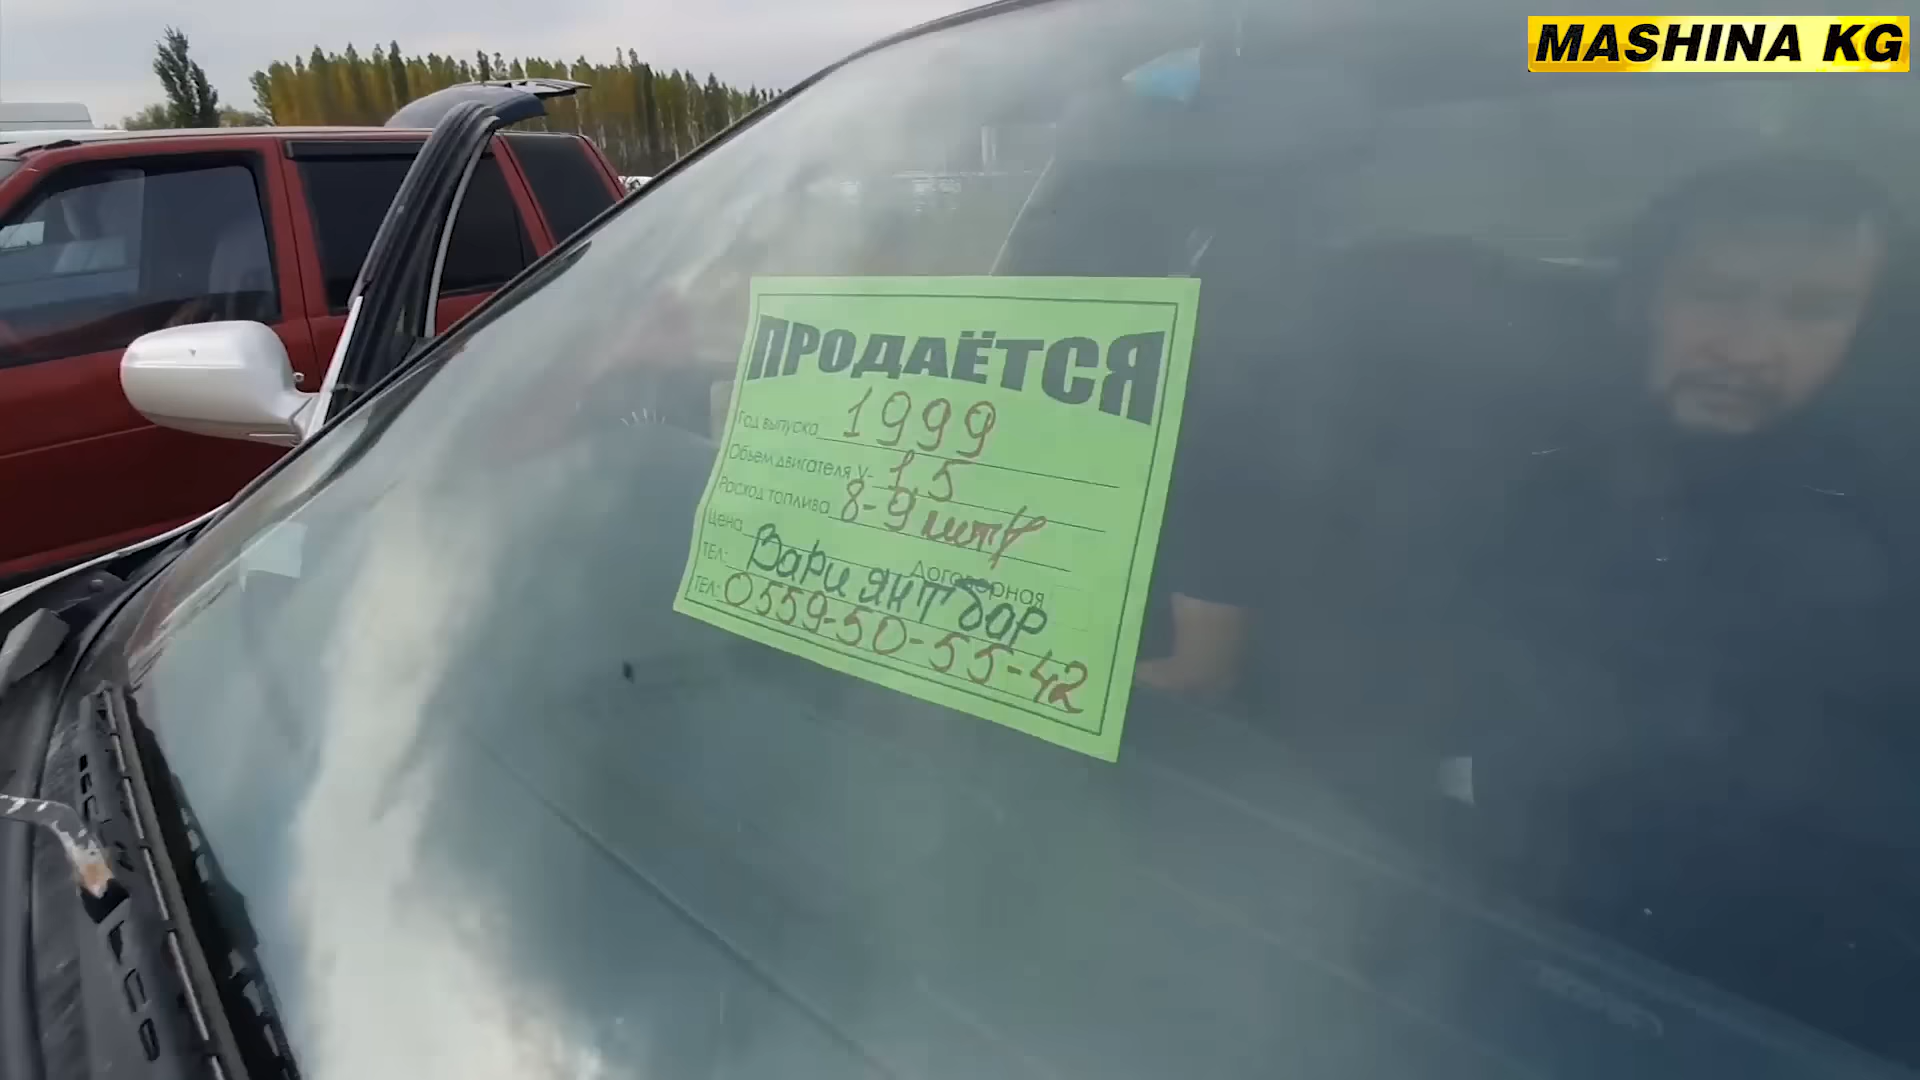 MASHINA KG
ПРОДАЁТСЯ
Год выпуска 1999
Объем двигателя V- 1,5
Расход топлива 8-9 литр
Цена Договорная
ТЕЛ.: Вариянт бар
ТЕЛ.: 0559-50-55-42